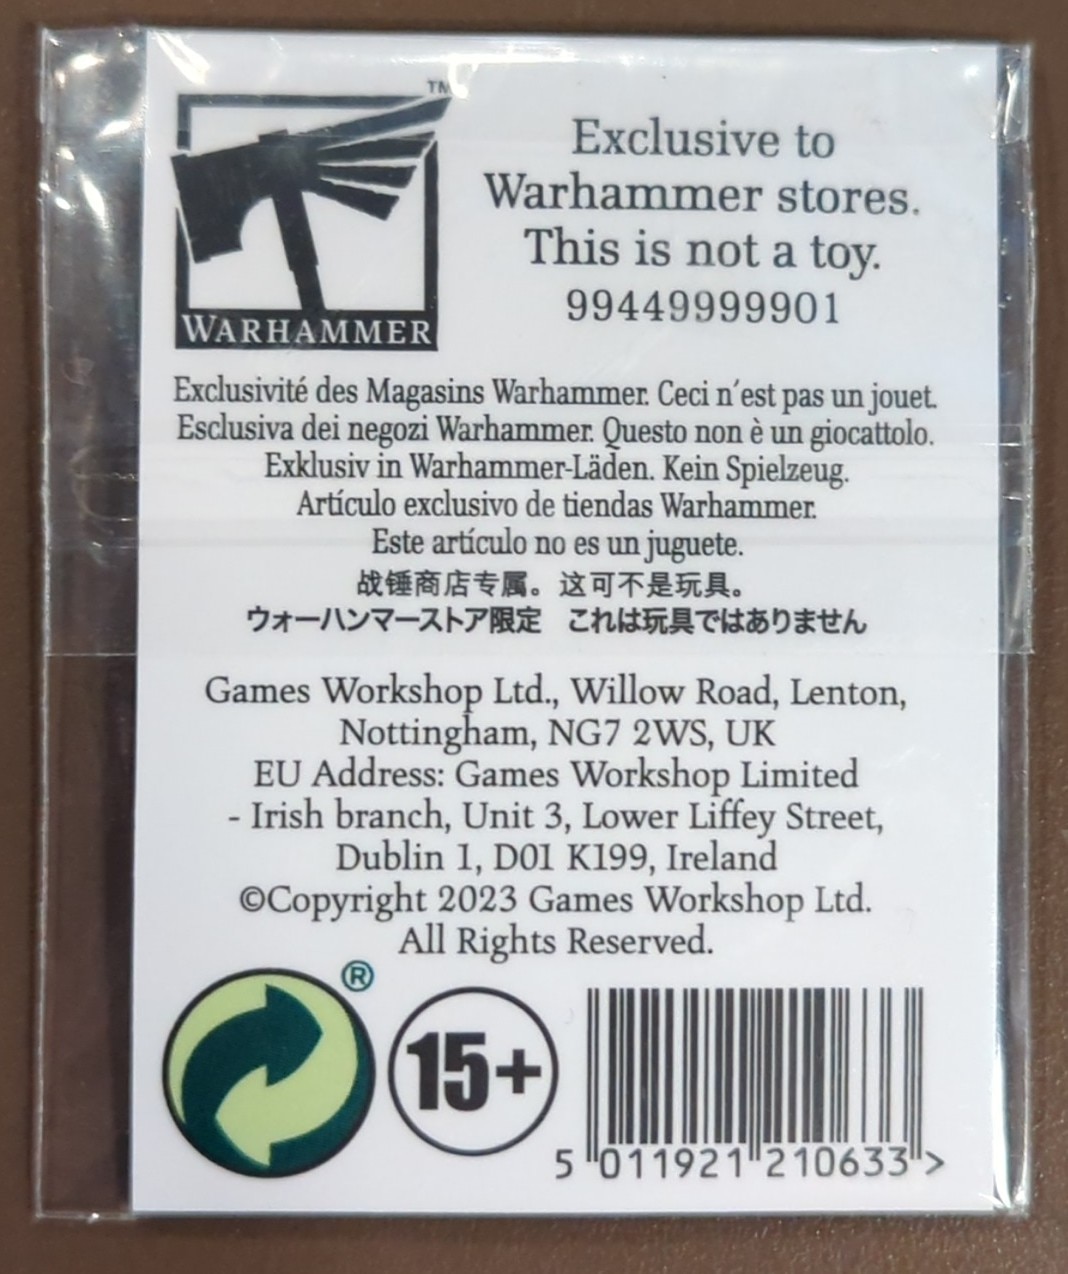 TM
WARHAMMER
Exclusive to
Warhammer stores.
This is not a toy.
99449999901
Exclusivité des Magasins Warhammer. Ceci n'est pas un jouet.
Esclusiva dei negozi Warhammer. Questo non è un giocattolo.
Exklusiv in Warhammer-Läden. Kein Spielzeug.
Artículo exclusivo de tiendas Warhammer.
Este artículo no es un juguete.
战锤商店专属。这可不是玩具。
ウォーハンマーストア限定　これは玩具ではありません
Games Workshop Ltd., Willow Road, Lenton,
Nottingham, NG7 2WS, UK
EU Address: Games Workshop Limited
- Irish branch, Unit 3, Lower Liffey Street,
Dublin 1, D01 K199, Ireland
©Copyright 2023 Games Workshop Ltd.
All Rights Reserved.
®
15+
5 011921 210633 >